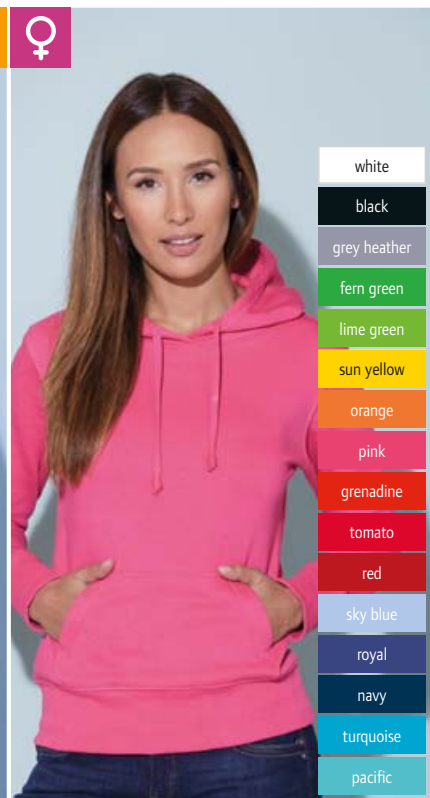 white
black
grey heather
fern green
lime green
sun yellow
orange
pink
grenadine
tomato
red
sky blue
royal
navy
turquoise
pacific